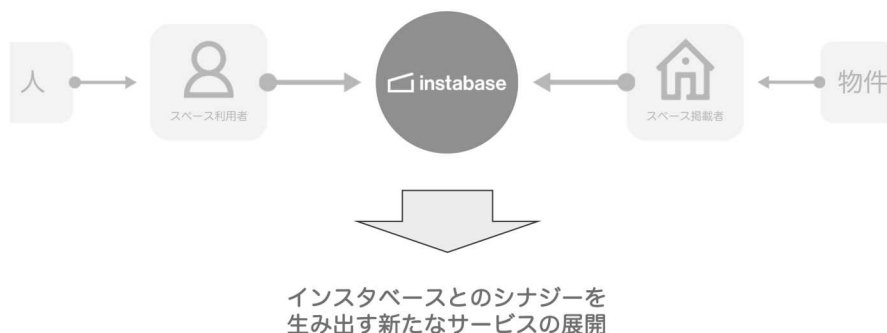 人
スペース利用者
instabase
スペース掲載者
物件
インスタベースとのシナジーを
生み出す新たなサービスの展開